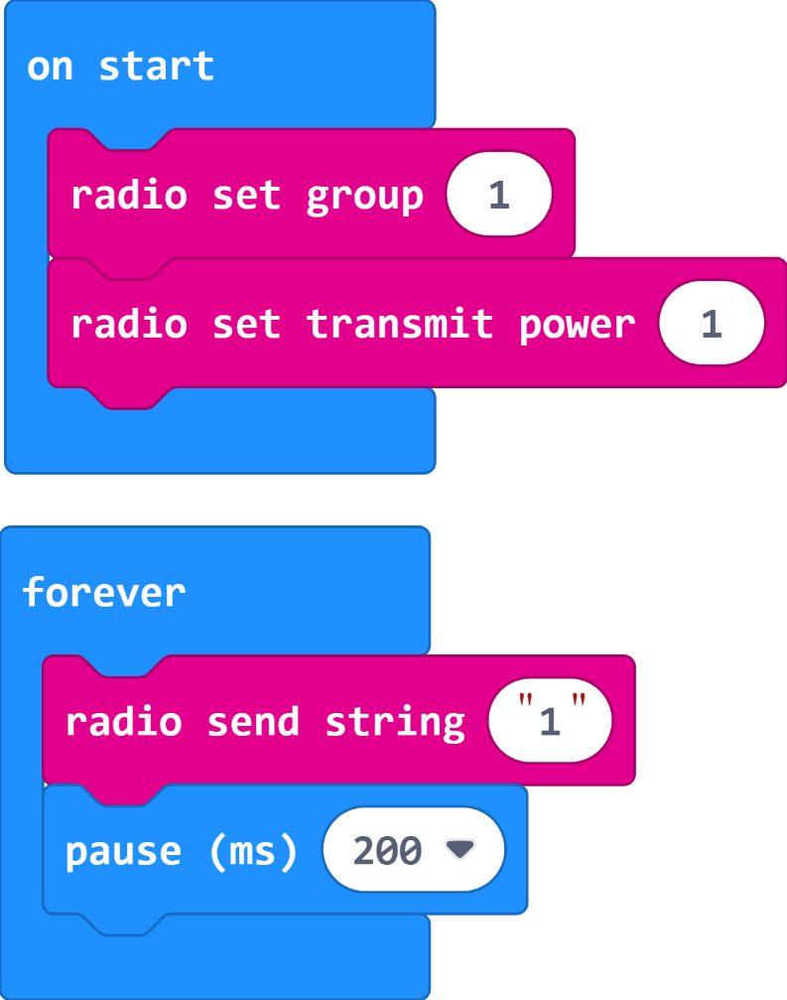 on start
radio set group 1
radio set transmit power 1
forever
radio send string "1"
pause (ms) 200